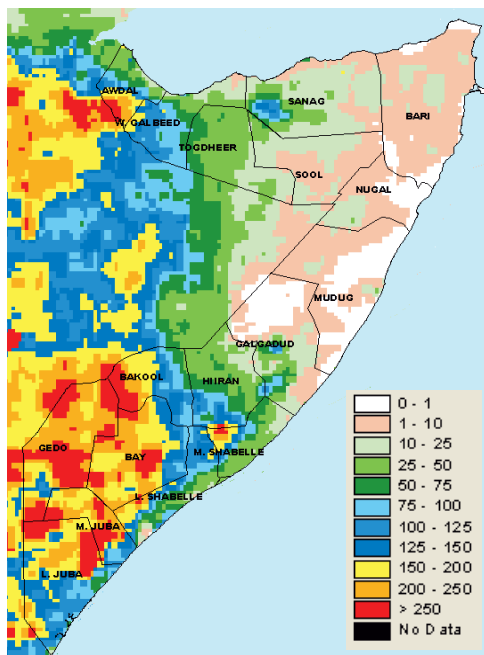 AWDAL
W. GALBEED
SANAG
BARI
TOGDHEER
SOOL
NUGAL
MUDUG
GALGADUD
BAKOOL
HIIRAN
GEDO
BAY
M. SHABELLE
L. SHABELLE
M. JUBA
L. JUBA
0 - 1
1 - 10
10 - 25
25 - 50
50 - 75
75 - 100
100 - 125
125 - 150
150 - 200
200 - 250
> 250
No Data